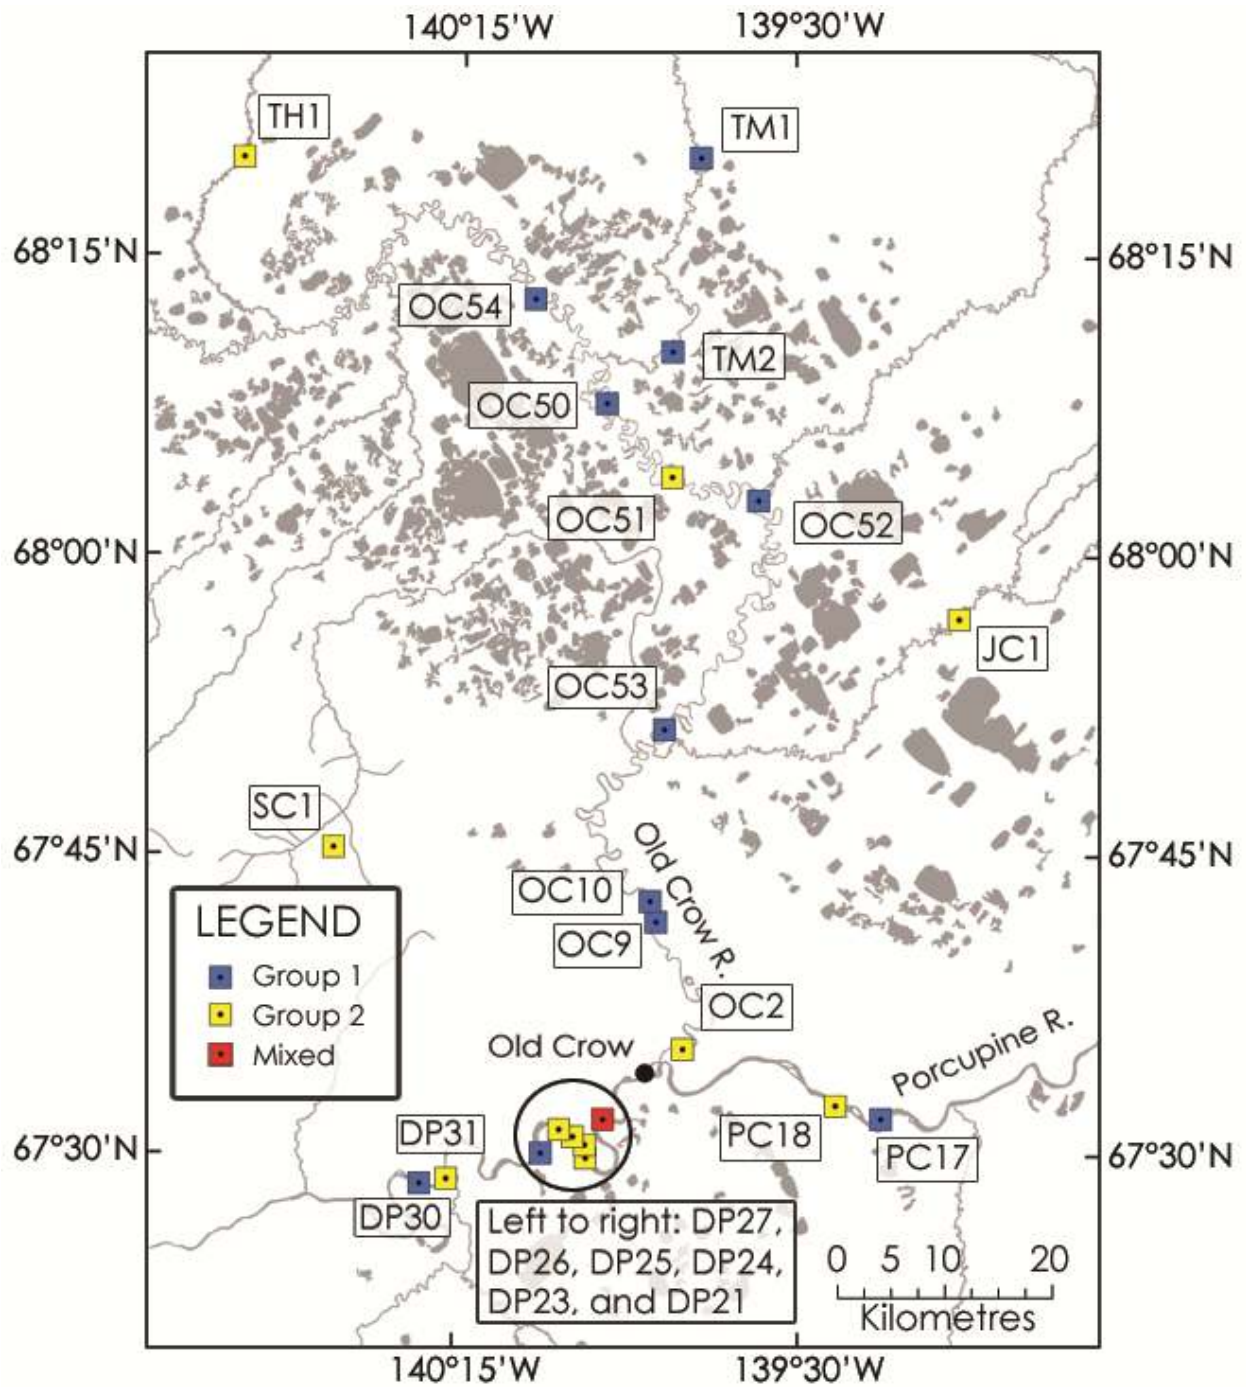 140°15'W 139°30'W
TH1
TM1
68°15'N 68°15'N
OC54
TM2
OC50
OC51
OC52
68°00'N 68°00'N
JC1
OC53
SC1
Old Crow R.
67°45'N 67°45'N
OC10
OC9
LEGEND
Group 1
Group 2
Mixed
OC2
Old Crow
Porcupine R.
DP31
PC18
PC17
67°30'N 67°30'N
DP30
Left to right: DP27,
DP26, DP25, DP24,
DP23, and DP21
0 5 10 20
Kilometres
140°15'W 139°30'W